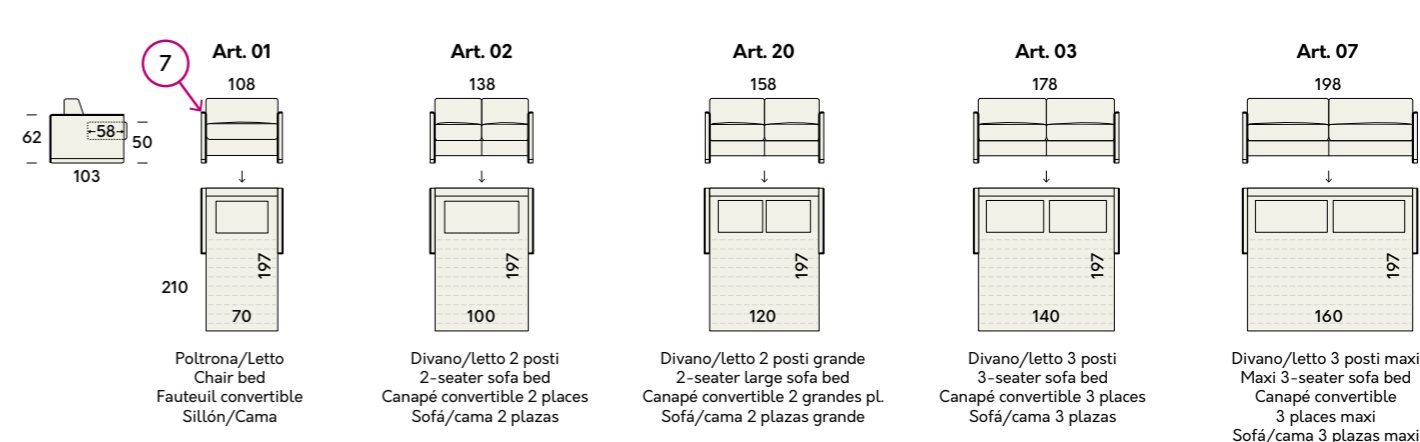 7
Art. 01
108
62
58
50
103
197
210
70
Poltrona/Letto
Chair bed
Fauteuil convertible
Sillón/Cama
Art. 02
138
197
100
Divano/letto 2 posti
2-seater sofa bed
Canapé convertible 2 places
Sofá/cama 2 plazas
Art. 20
158
197
120
Divano/letto 2 posti grande
2-seater large sofa bed
Canapé convertible 2 grandes pl.
Sofá/cama 2 plazas grande
Art. 03
178
197
140
Divano/letto 3 posti
3-seater sofa bed
Canapé convertible 3 places
Sofá/cama 3 plazas
Art. 07
198
197
160
Divano/letto 3 posti maxi
Maxi 3-seater sofa bed
Canapé convertible
3 places maxi
Sofá/cama 3 plazas maxi